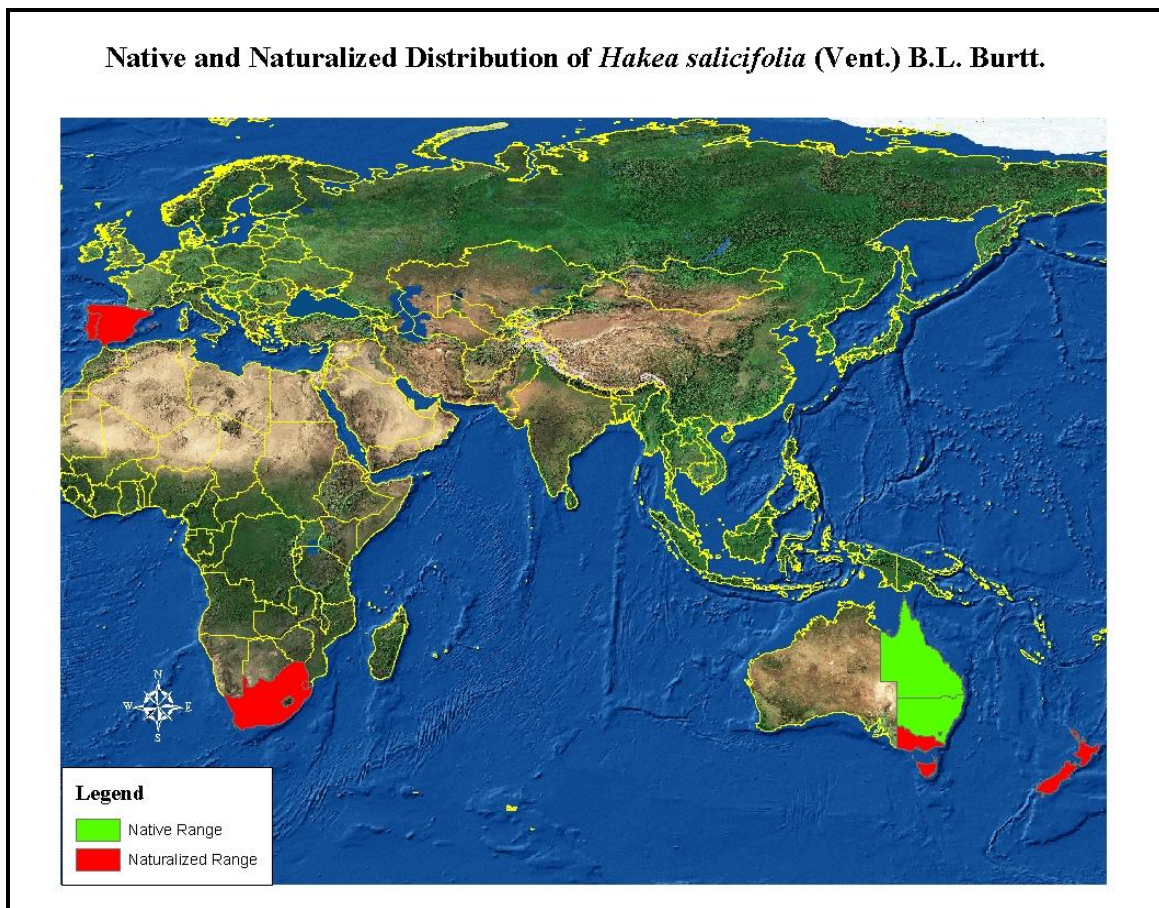 Native and Naturalized Distribution of Hakea salicifolia (Vent.) B.L. Burtt.
N
W E
S
Legend
Native Range
Naturalized Range